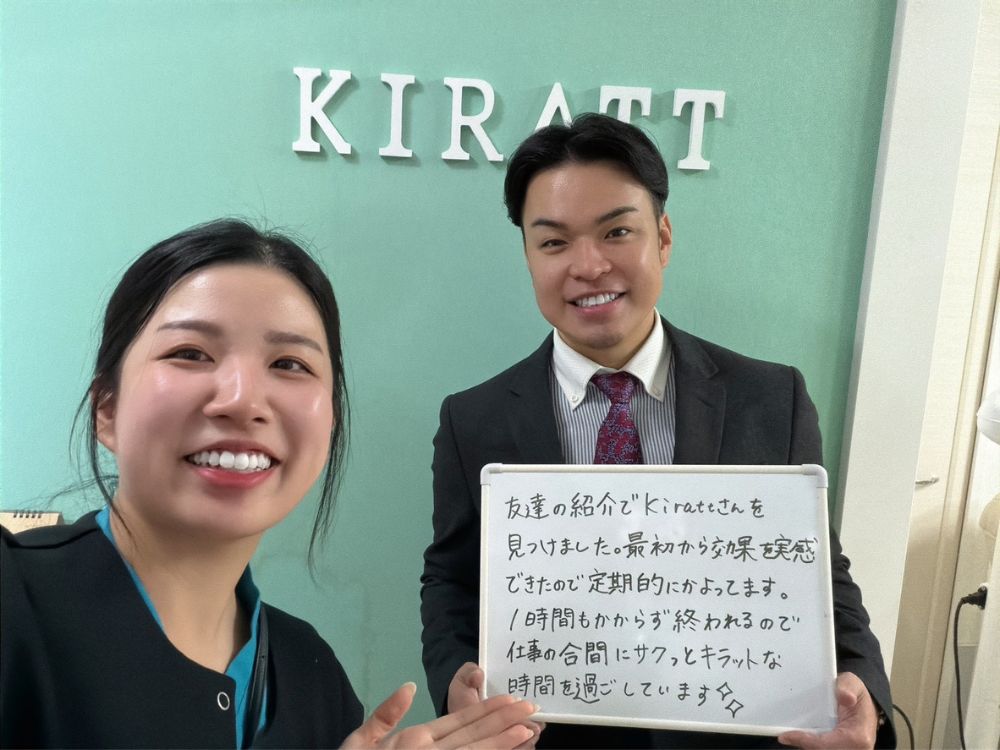 KIRATT
友達の紹介でKirattさんを
見つけました。最初から効果を実感
できたので定期的にかよってます。
1時間もかからず終われるので
仕事の合間にサクっとキラットな
時間を過ごしています✧✧